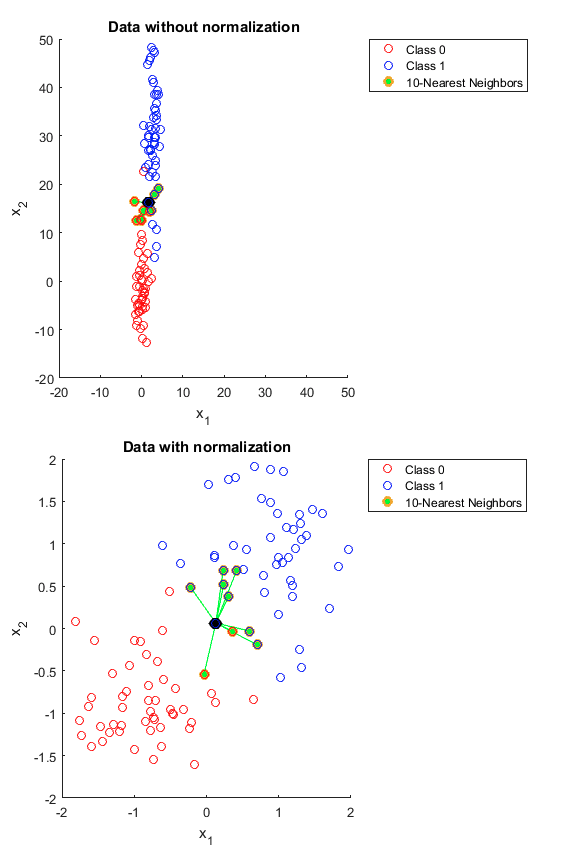 Data without normalization
50
40
30
20
10
0
-10
-20
x2
-20 -10 0 10 20 30 40 50
x1
Class 0
Class 1
10-Nearest Neighbors
Data with normalization
2
1.5
1
0.5
0
-0.5
-1
-1.5
-2
x2
-2 -1 0 1 2
x1
Class 0
Class 1
10-Nearest Neighbors